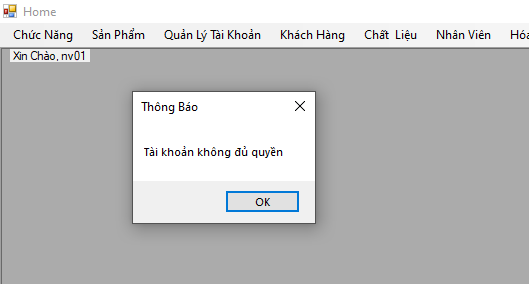 Home
Chức Năng Sản Phẩm Quản Lý Tài Khoản Khách Hàng Chất Liệu Nhân Viên
Xin Chào, nv01
Thông Báo
Tài khoản không đủ quyền
OK